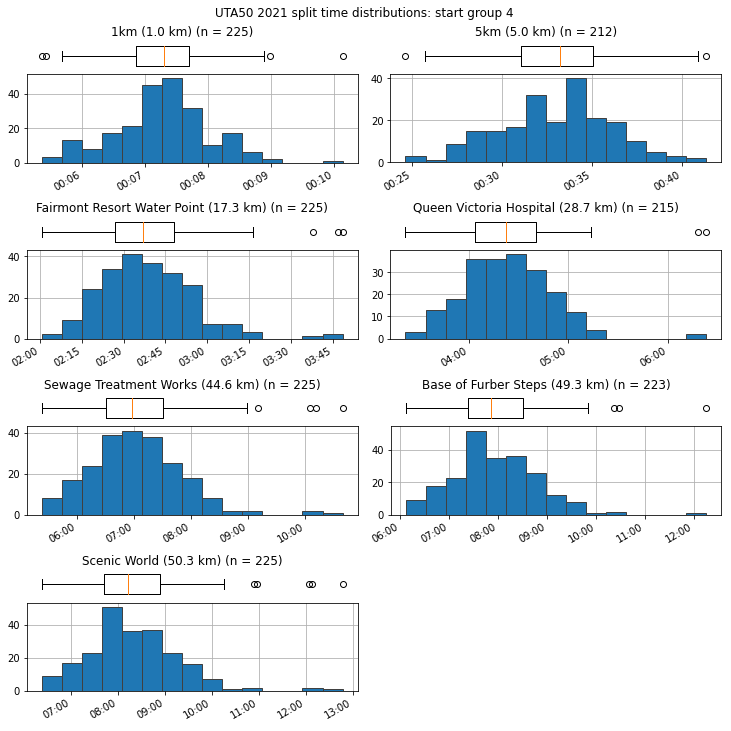 UTA50 2021 split time distributions: start group 4
1km (1.0 km) (n = 225)
5km (5.0 km) (n = 212)
40
20
0
00:06 00:07 00:08 00:09 00:10
40
20
0
00:25 00:30 00:35 00:40
Fairmont Resort Water Point (17.3 km) (n = 225)
Queen Victoria Hospital (28.7 km) (n = 215)
40
20
0
02:00 02:15 02:30 02:45 03:00 03:15 03:30 03:45
30
20
10
0
04:00 05:00 06:00
Sewage Treatment Works (44.6 km) (n = 225)
Base of Furber Steps (49.3 km) (n = 223)
40
20
0
06:00 07:00 08:00 09:00 10:00
40
20
0
06:00 07:00 08:00 09:00 10:00 11:00 12:00
Scenic World (50.3 km) (n = 225)
40
20
0
07:00 08:00 09:00 10:00 11:00 12:00 13:00